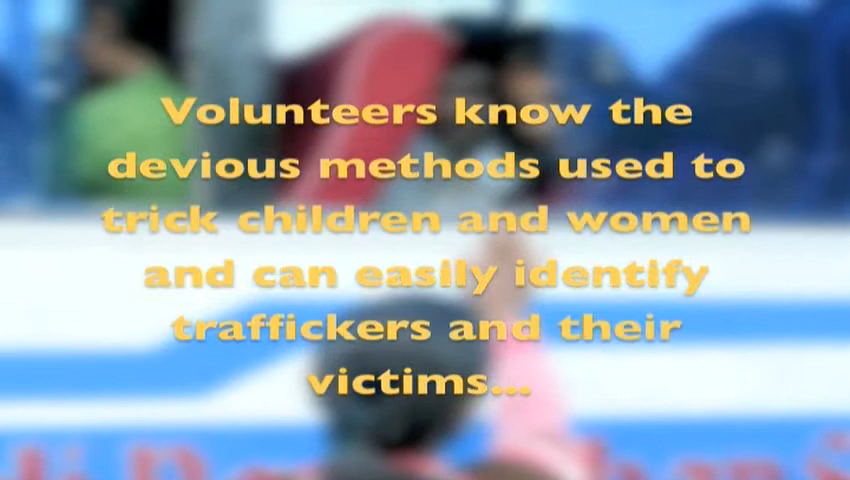 Volunteers know the
devious methods used to
trick children and women
and can easily identify
traffickers and their
victims...